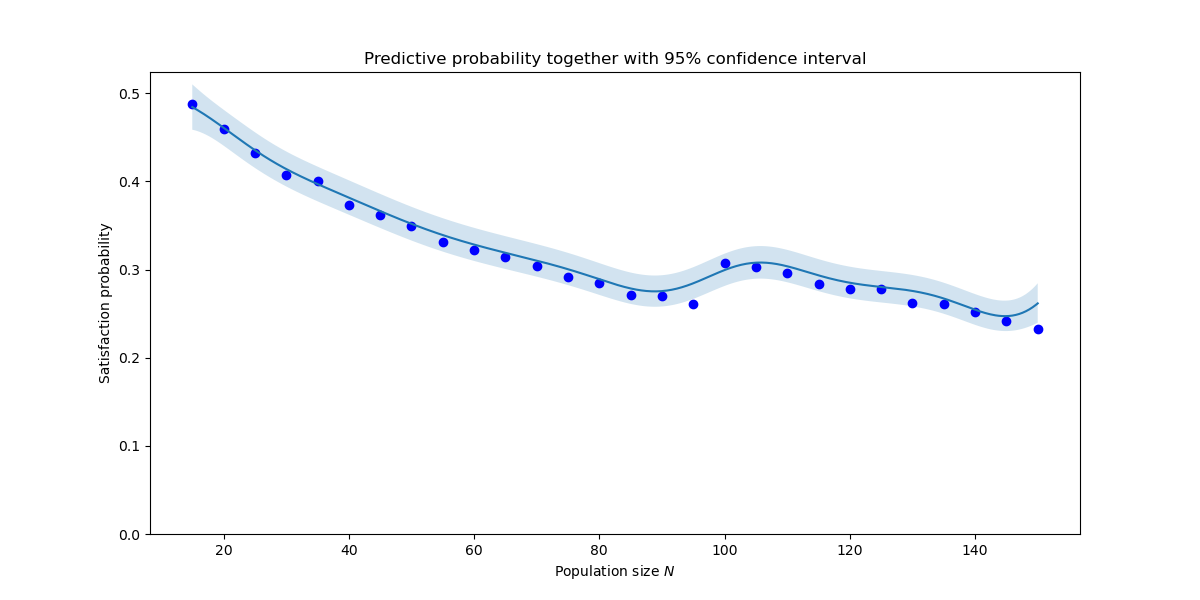 Predictive probability together with 95% confidence interval
0.5
0.4
0.3
0.2
0.1
0.0
Satisfaction probability
20 40 60 80 100 120 140
Population size N